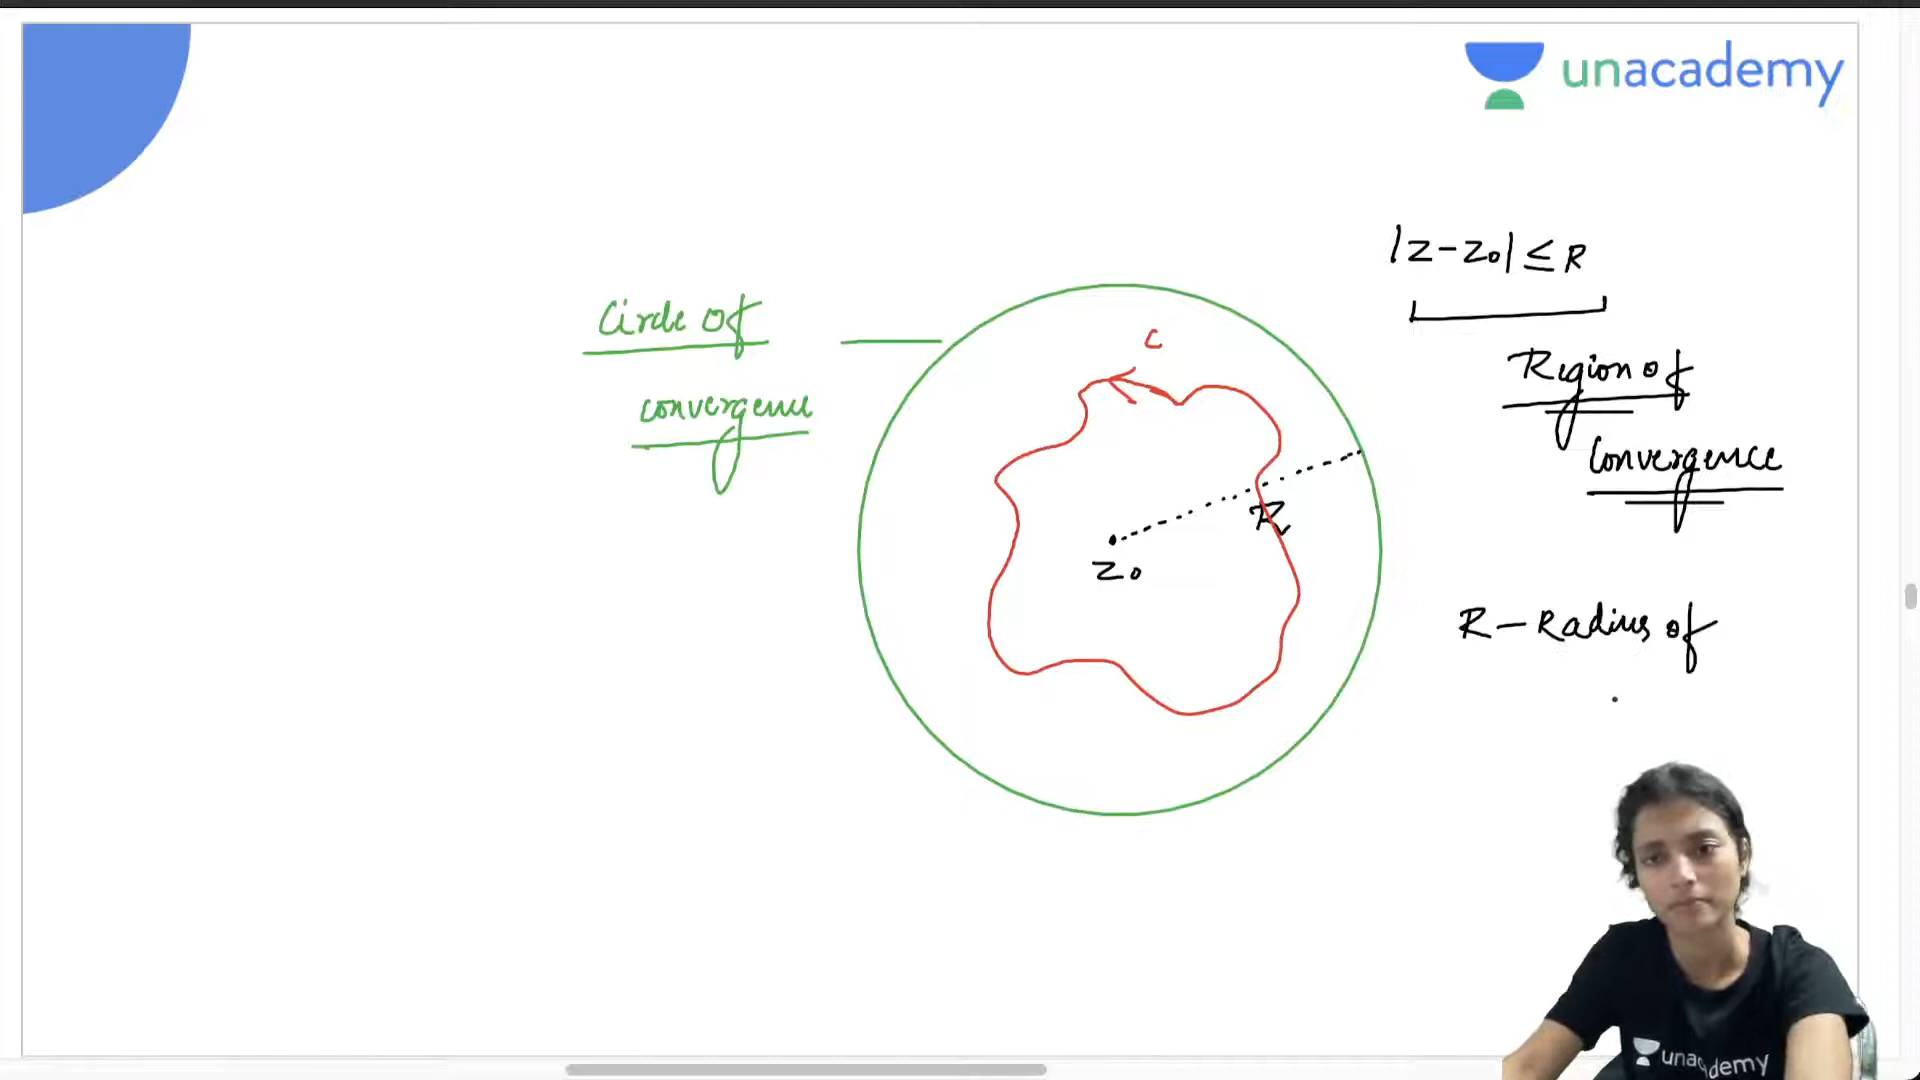 unacademy
|z-z0| ≤ R
Circle of
convergence
C
Region of
Convergence
R
z0
R - Radius of
unacademy